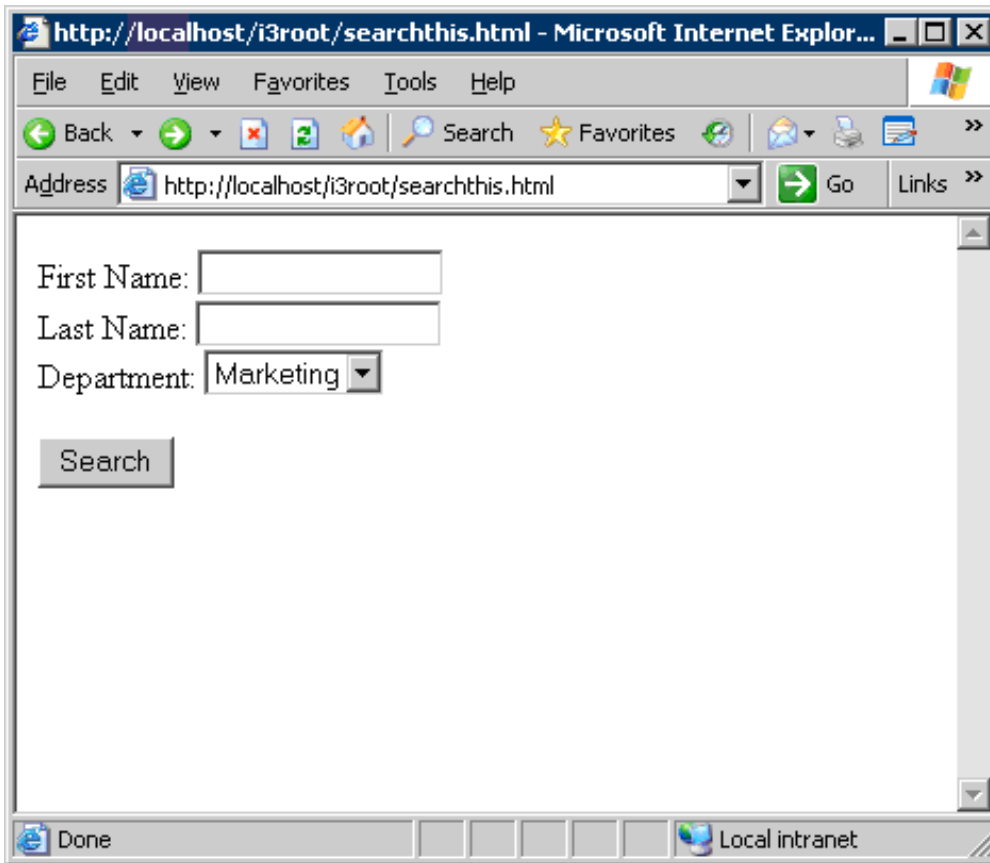 http://localhost/i3root/searchthis.html - Microsoft Internet Explor...
File Edit View Favorites Tools Help
Back Search Favorites »
Address http://localhost/i3root/searchthis.html Go Links »
First Name:
Last Name:
Department: Marketing
Search
Done Local intranet